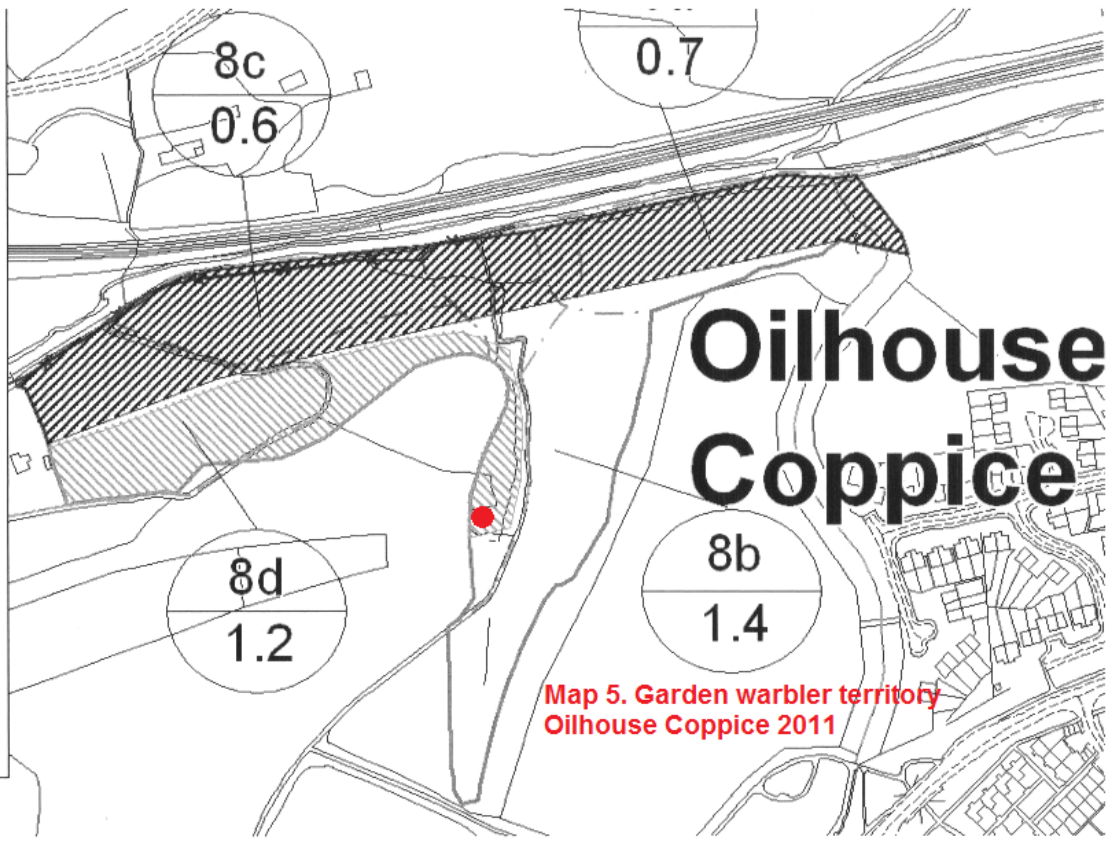 8c
0.6
0.7
Oilhouse
Coppice
8d
1.2
8b
1.4
Map 5. Garden warbler territory
Oilhouse Coppice 2011